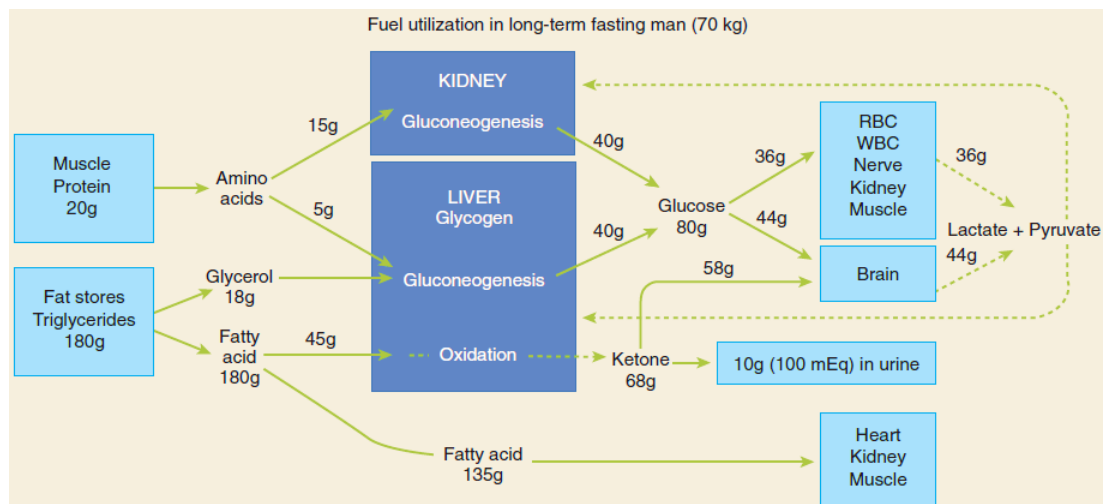 Fuel utilization in long-term fasting man (70 kg)
KIDNEY
Gluconeogenesis
15g
40g
Muscle
Protein
20g
Amino
acids
5g
LIVER
Glycogen
Gluconeogenesis
40g
Glucose
80g
36g
44g
RBC
WBC
Nerve
Kidney
Muscle
36g
Lactate + Pyruvate
44g
58g
Brain
Fat stores
Triglycerides
180g
Glycerol
18g
Fatty
acid
180g
45g
Oxidation
Ketone
68g
10g (100 mEq) in urine
Fatty acid
135g
Heart
Kidney
Muscle